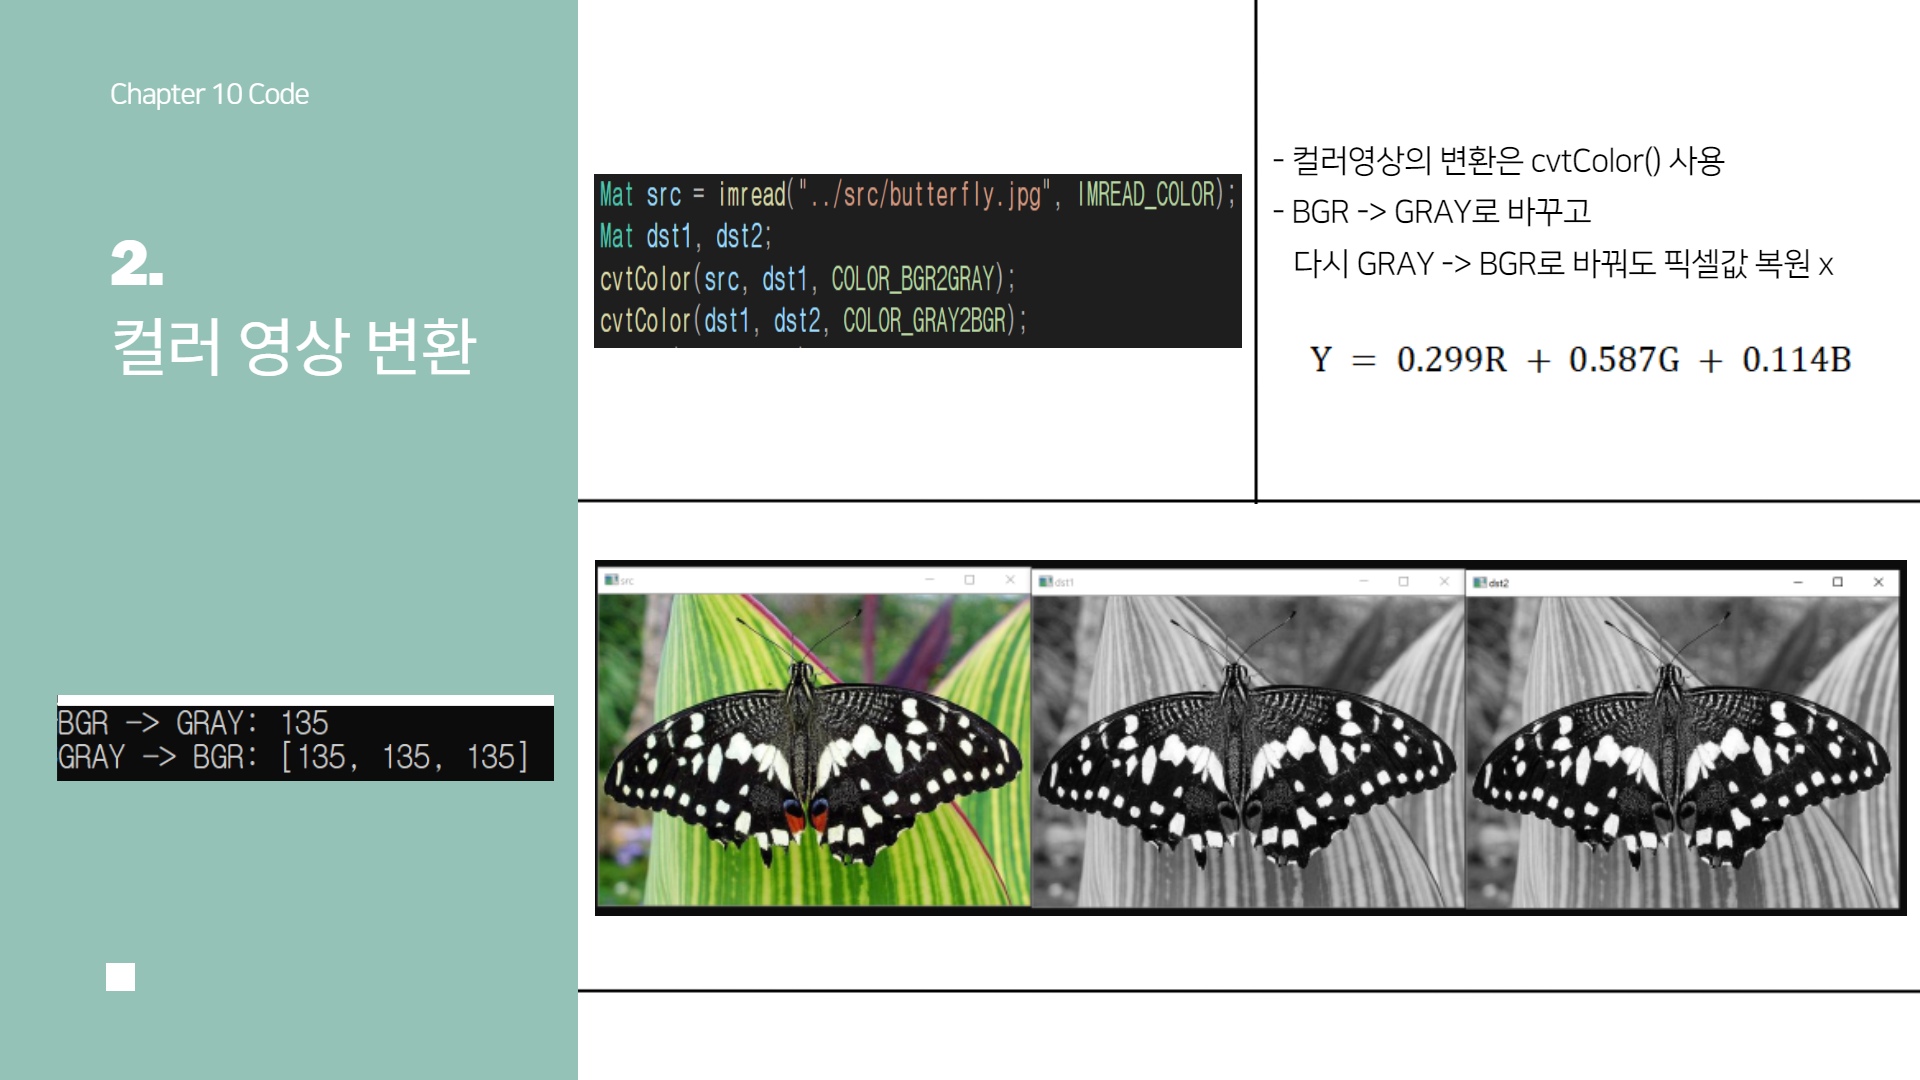 Chapter 10 Code
2.
컬러 영상 변환
BGR -> GRAY: 135
GRAY -> BGR: [135, 135, 135]
Mat src = imread("../src/butterfly.jpg", IMREAD_COLOR);
Mat dst1, dst2;
cvtColor(src, dst1, COLOR_BGR2GRAY);
cvtColor(dst1, dst2, COLOR_GRAY2BGR);
- 컬러영상의 변환은 cvtColor() 사용
- BGR -> GRAY로 바꾸고
다시 GRAY -> BGR로 바꿔도 픽셀값 복원 x
Y = 0.299R + 0.587G + 0.114B
src
dst1
dst2